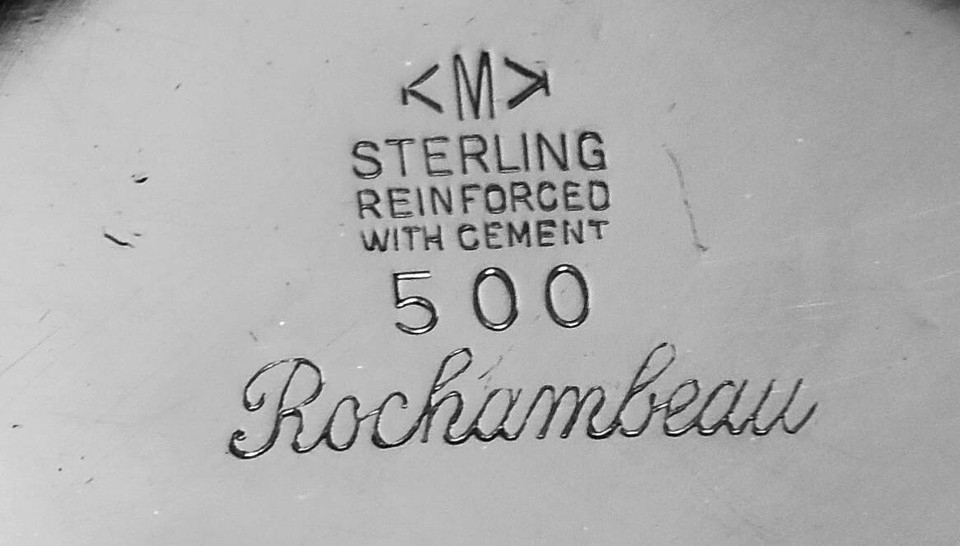 <M>
STERLING
REINFORCED
WITH CEMENT
500
Rochambeau